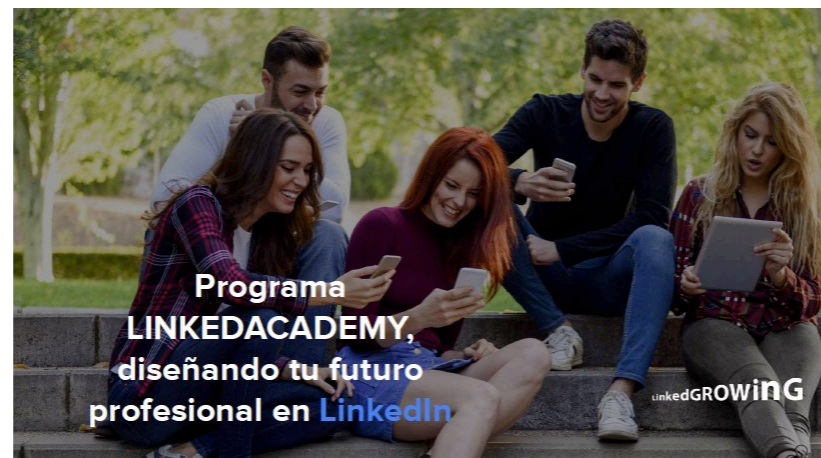 Programa
LINKEDACADEMY,
diseñando tu futuro
profesional en LinkedIn
LinkedGROWinG